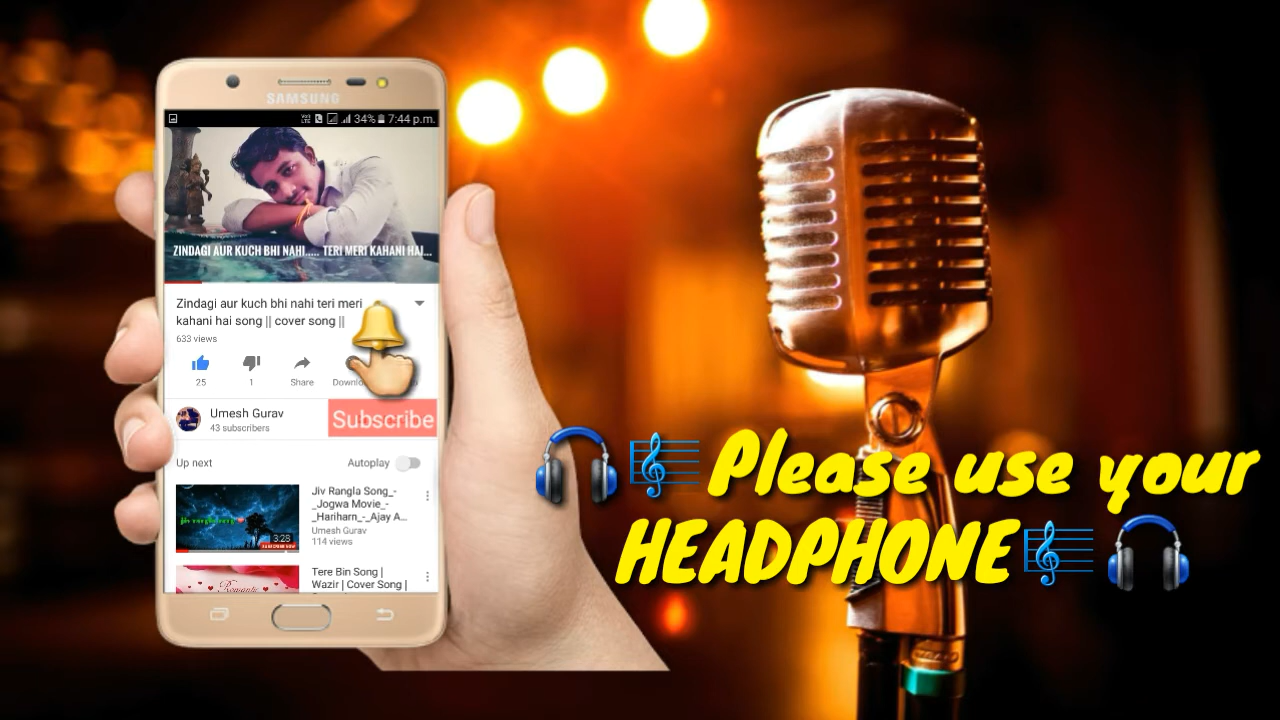 SAMSUNG
34% 7:44 p.m.
ZINDAGI AUR KUCH BHI NAHI..... TERI MERI KAHANI HAI...
Zindagi aur kuch bhi nahi teri meri
kahani hai song || cover song ||
633 views
25
1
Share
Umesh Gurav
43 subscribers
Subscribe
Up next
Autoplay
Jiv Rangla Song_-
_Jogwa Movie_-
_Hariharn_-_Ajay A...
Umesh Gurav
114 views
3:28
Tere Bin Song |
Wazir | Cover Song |
Romantic
Please use your
HEADPHONE